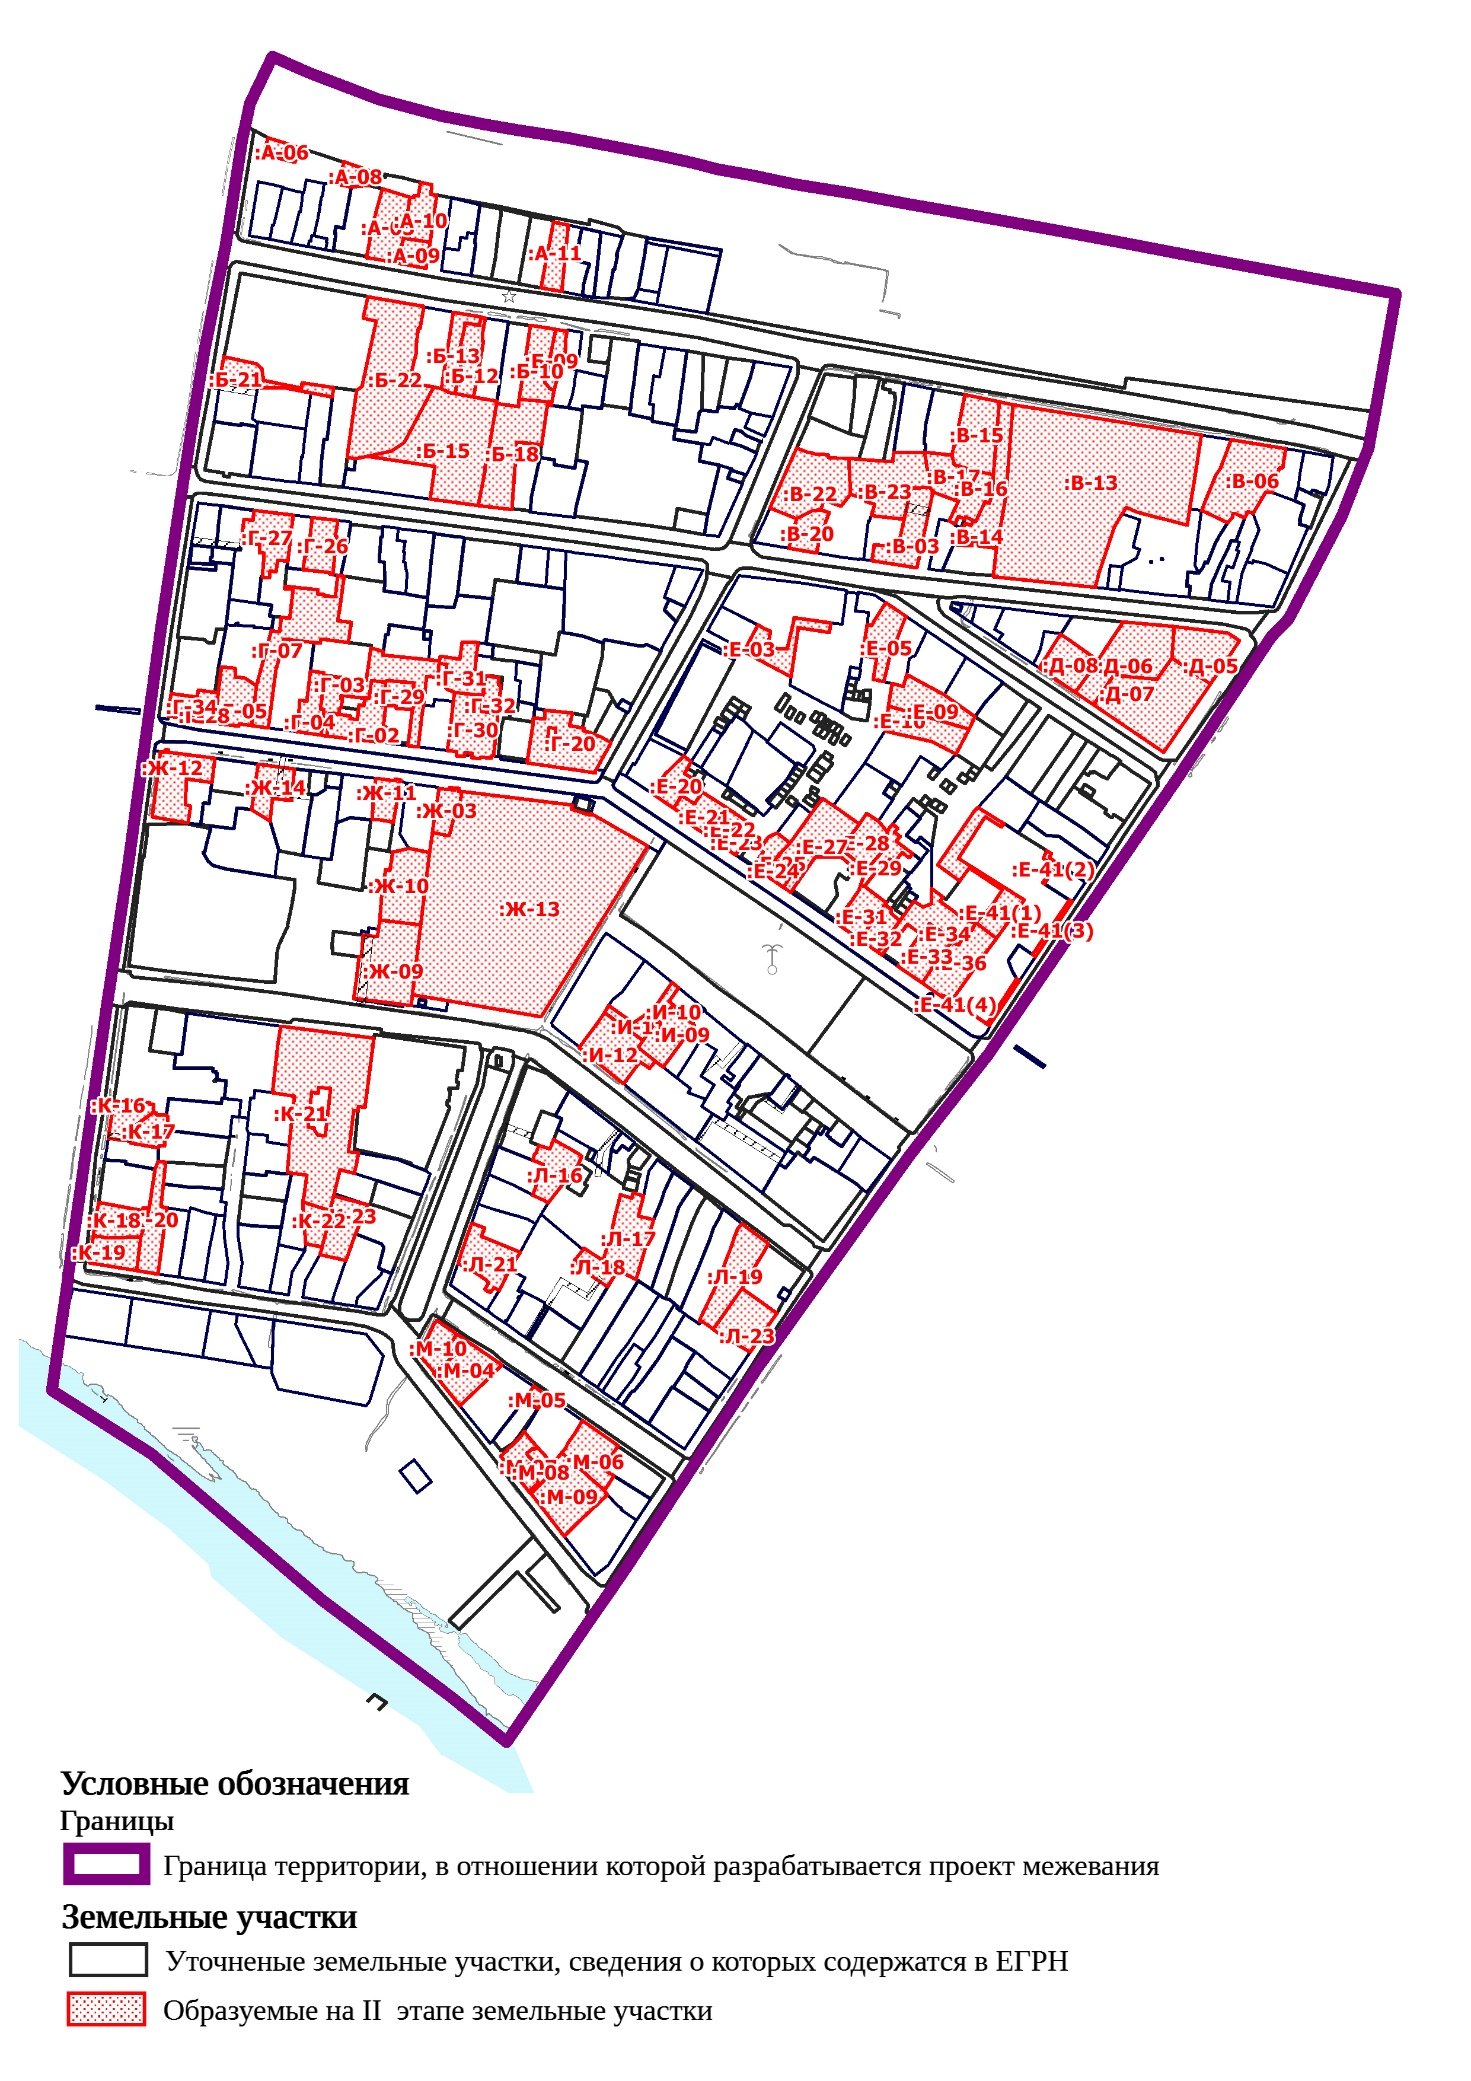 :А-06
:А-08
:А-10
:А-09
:А-11
:Б-13
:Б-09
:Б-21
:Б-22
:Б-12
:Б-10
:Б-15
:Б-18
:В-15
:В-17
:В-16
:В-13
:В-06
:В-22
:В-23
:В-20
:В-03
:В-14
:Г-27
:Г-26
:Г-07
:Г-03
:Г-29
:Г-31
:Г-32
:Г-34
:Г-04
:Г-02
:Г-30
:Г-20
:Д-08
:Д-06
:Д-05
:Д-07
:Е-03
:Е-05
:Е-09
:Е-20
:Е-21
:Е-22
:Е-24
:Е-27
:Е-28
:Е-29
:Е-31
:Е-32
:Е-33
:Е-34
:Е-41(1)
:Е-41(2)
:Е-41(3)
:Е-41(4)
:Ж-12
:Ж-14
:Ж-11
:Ж-03
:Ж-10
:Ж-13
:Ж-09
:И-10
:И-09
:И-12
:К-16
:К-17
:К-21
:К-18
:К-19
:К-22
:Л-16
:Л-17
:Л-18
:Л-21
:Л-19
:Л-23
:М-10
:М-04
:М-05
:М-06
:М-08
:М-09
Условные обозначения
Границы
Граница территории, в отношении которой разрабатывается проект межевания
Земельные участки
Уточненые земельные участки, сведения о которых содержатся в ЕГРН
Образуемые на II этапе земельные участки